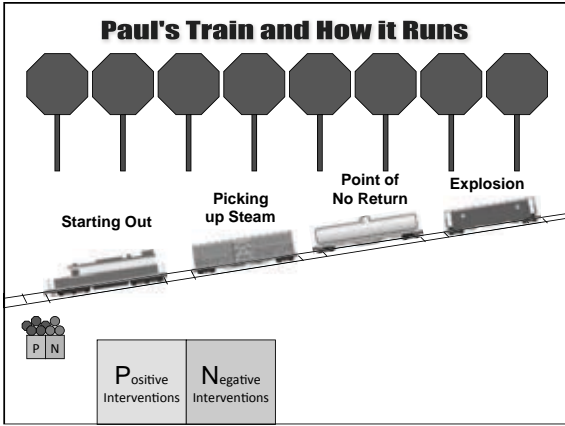 Paul's Train and How it Runs
Starting Out
Picking
up Steam
Point of
No Return
Explosion
P N
Positive
Interventions
Negative
Interventions